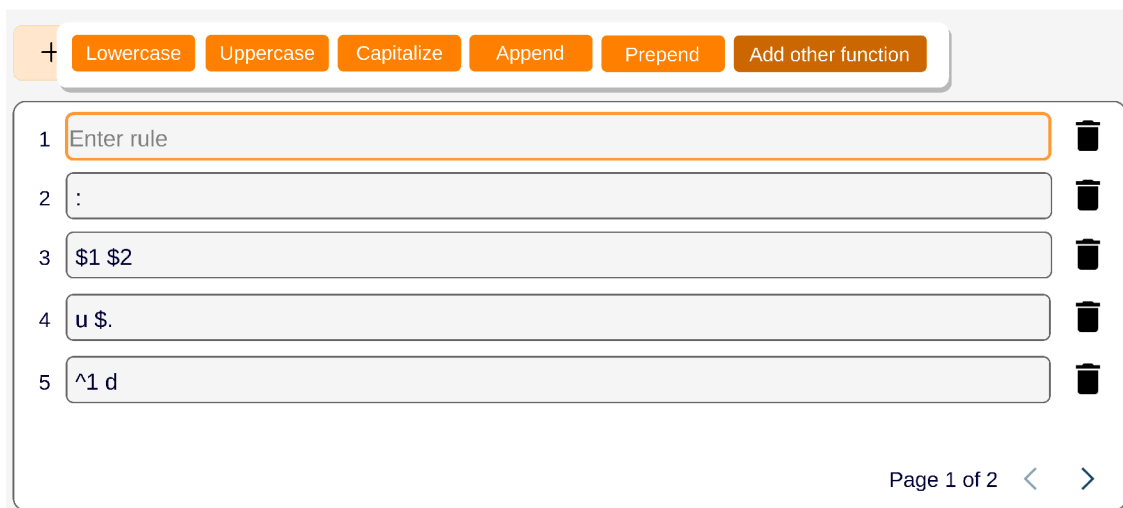 + Lowercase Uppercase Capitalize Append Prepend Add other function
1 Enter rule
2 :
3 $1 $2
4 u $.
5 ^1 d
Page 1 of 2